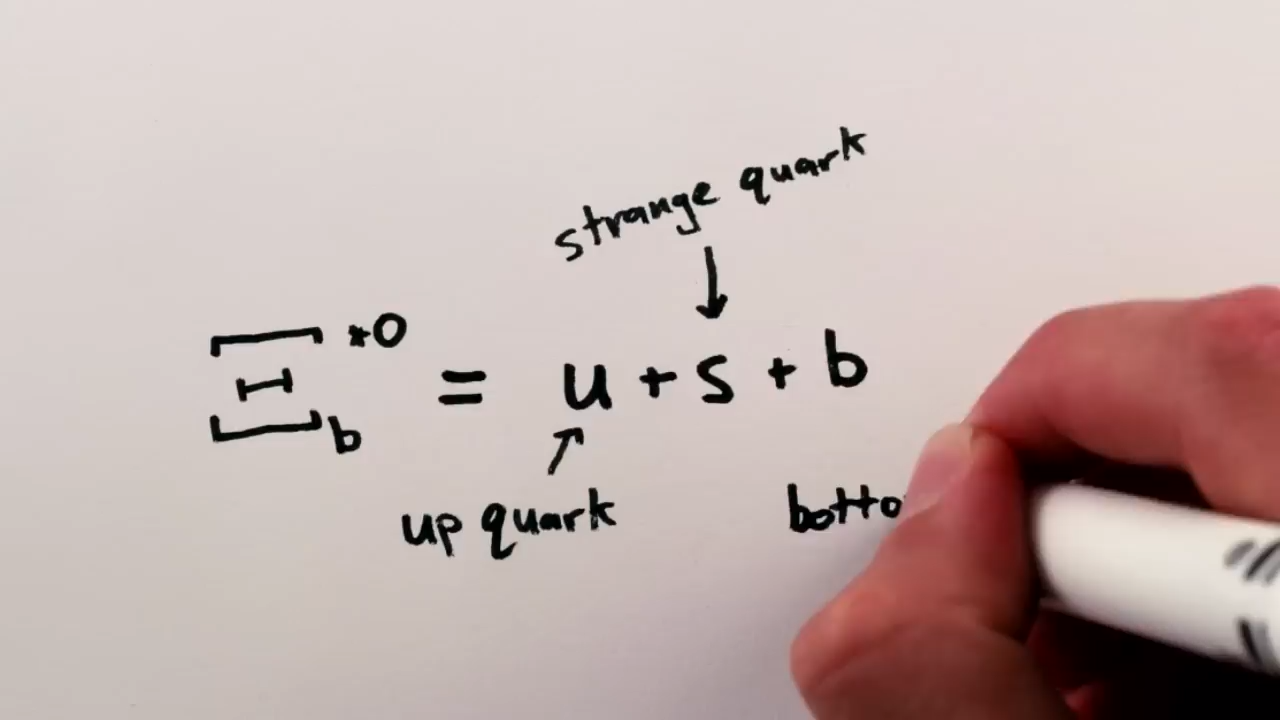 strange quark
↓
Ξ*0b = u + s + b
↗
up quark botto